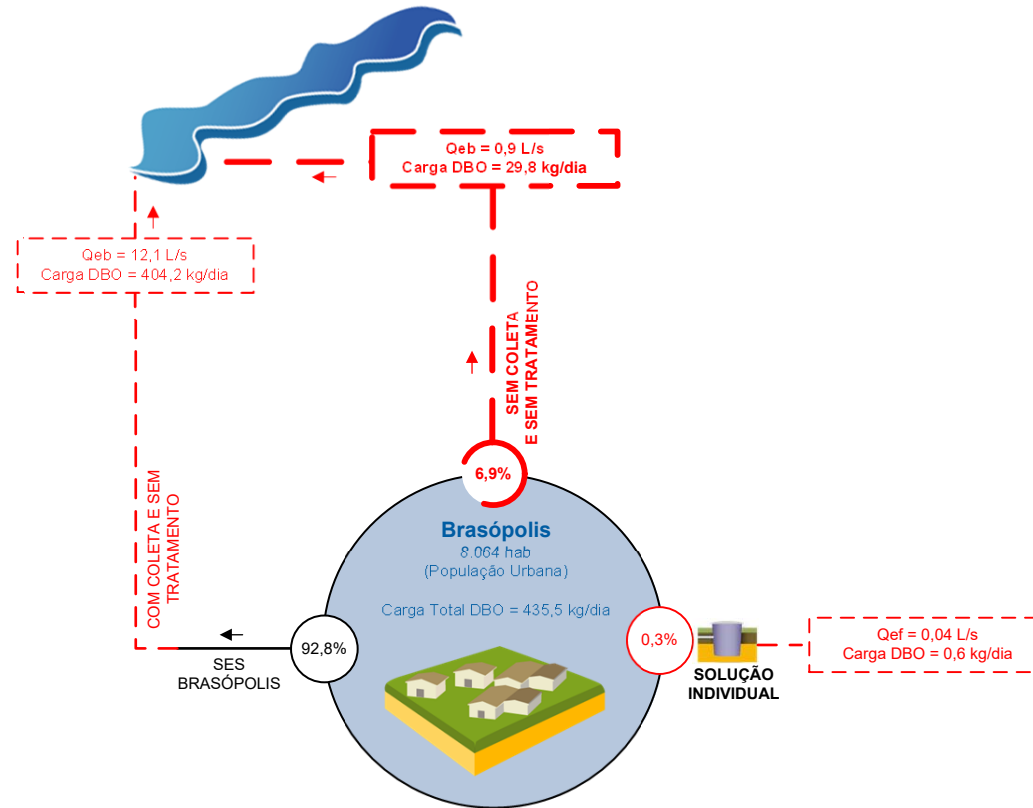 Qeb = 0,9 L/s
Carga DBO = 29,8 kg/dia
Qeb = 12,1 L/s
Carga DBO = 404,2 kg/dia
SEM COLETA
E SEM TRATAMENTO
COM COLETA E SEM
TRATAMENTO
6,9%
Brasópolis
8.064 hab
(População Urbana)
Carga Total DBO = 435,5 kg/dia
92,8%
SES
BRASÓPOLIS
0,3%
SOLUÇÃO
INDIVIDUAL
Qef = 0,04 L/s
Carga DBO = 0,6 kg/dia